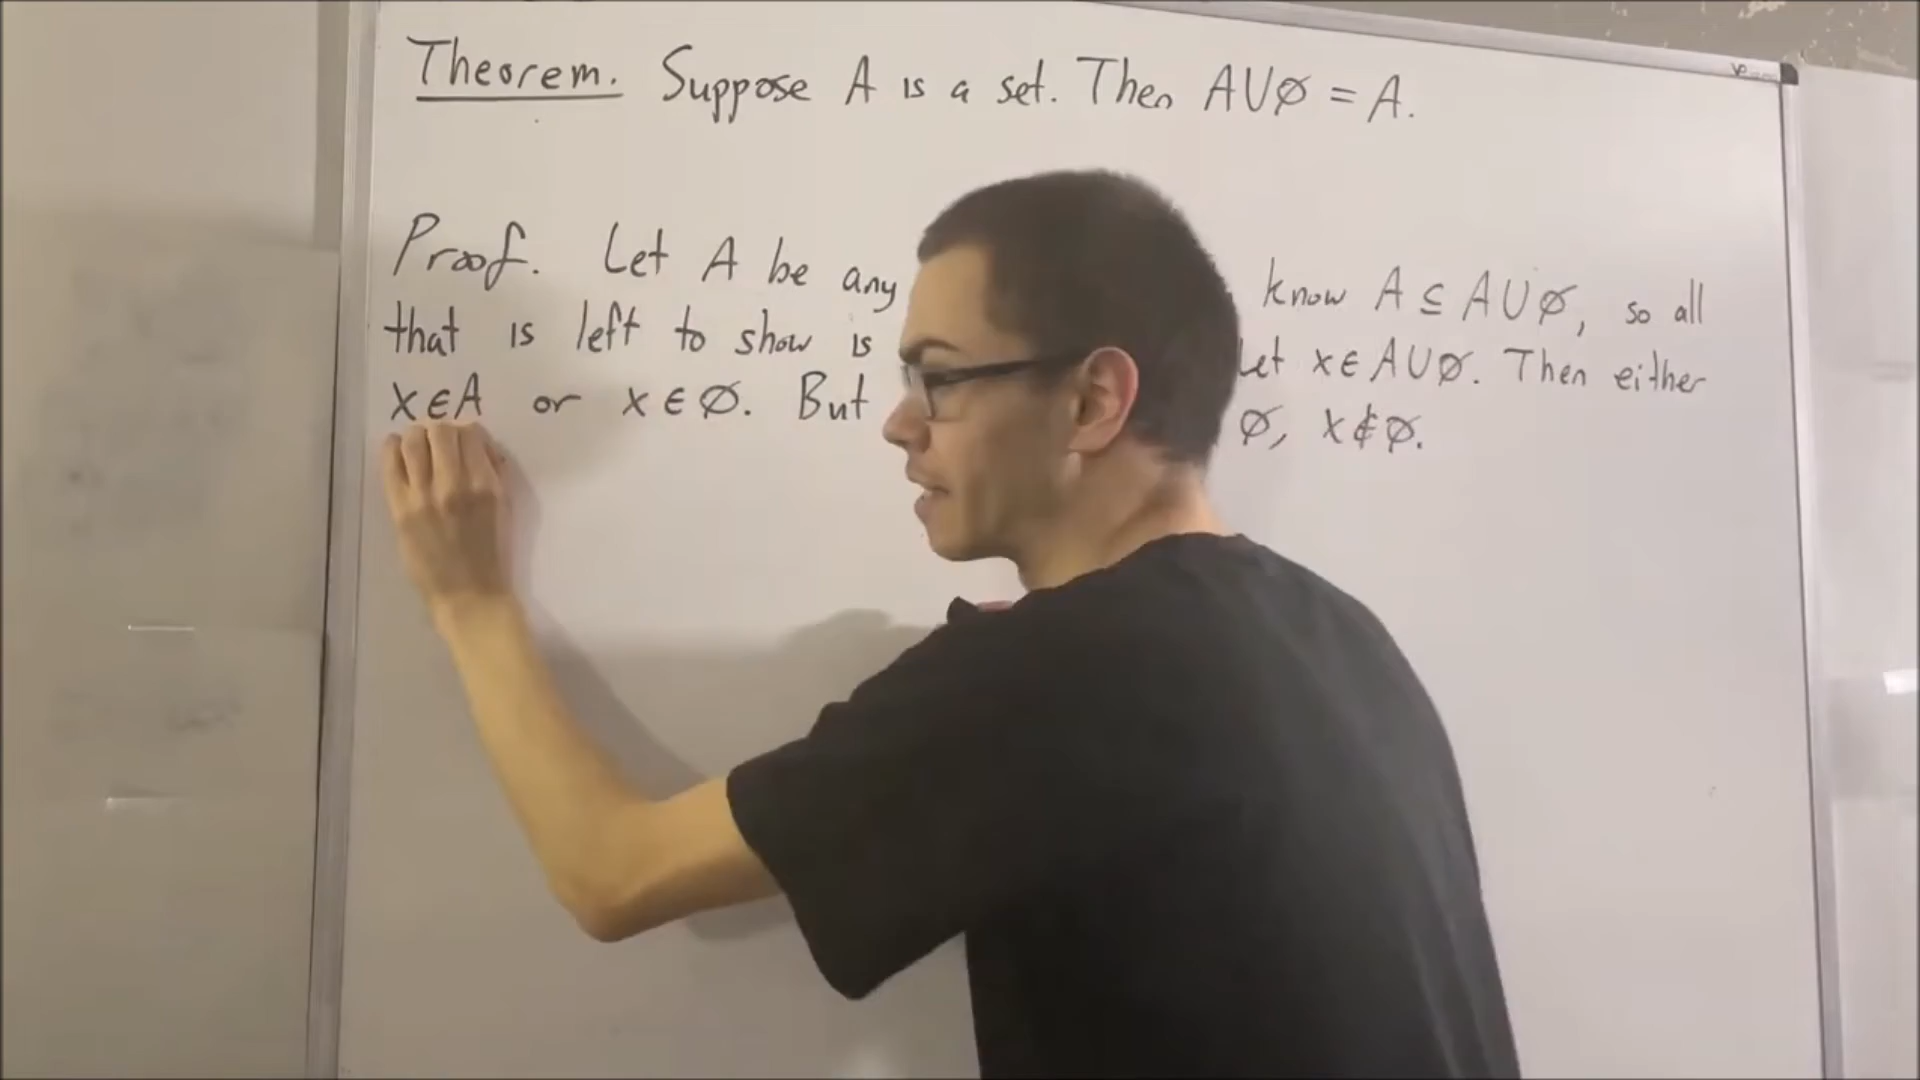 Theorem. Suppose A is a set. Then A∪∅ = A.
Proof. Let A be any know A ⊆ A∪∅, so all
that is left to show is Let x∈A∪∅. Then either
x∈A or x∈∅. But ∅, x∉∅.